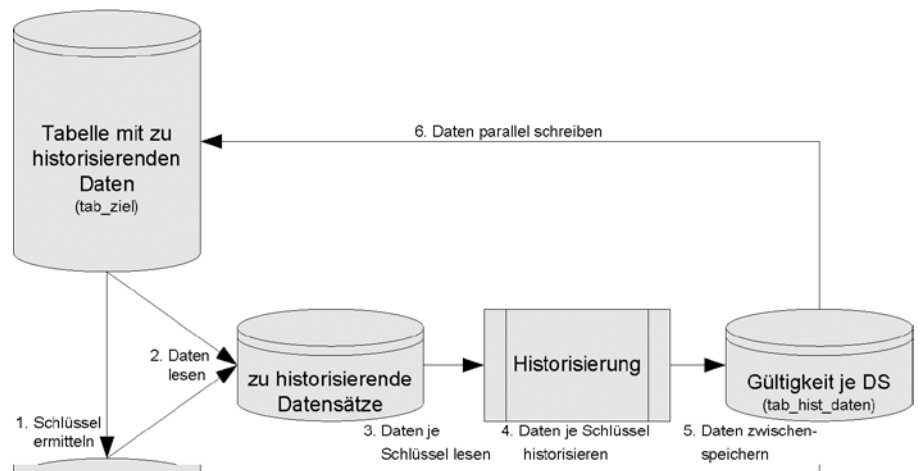 Tabelle mit zu
historisierenden
Daten
(tab_ziel)
6. Daten parallel schreiben
2. Daten
lesen
zu historisierende
Datensätze
Historisierung
Gültigkeit je DS
(tab_hist_daten)
1. Schlüssel
ermitteln
3. Daten je
Schlüssel lesen
4. Daten je Schlüssel
historisieren
5. Daten zwischen-
speichern